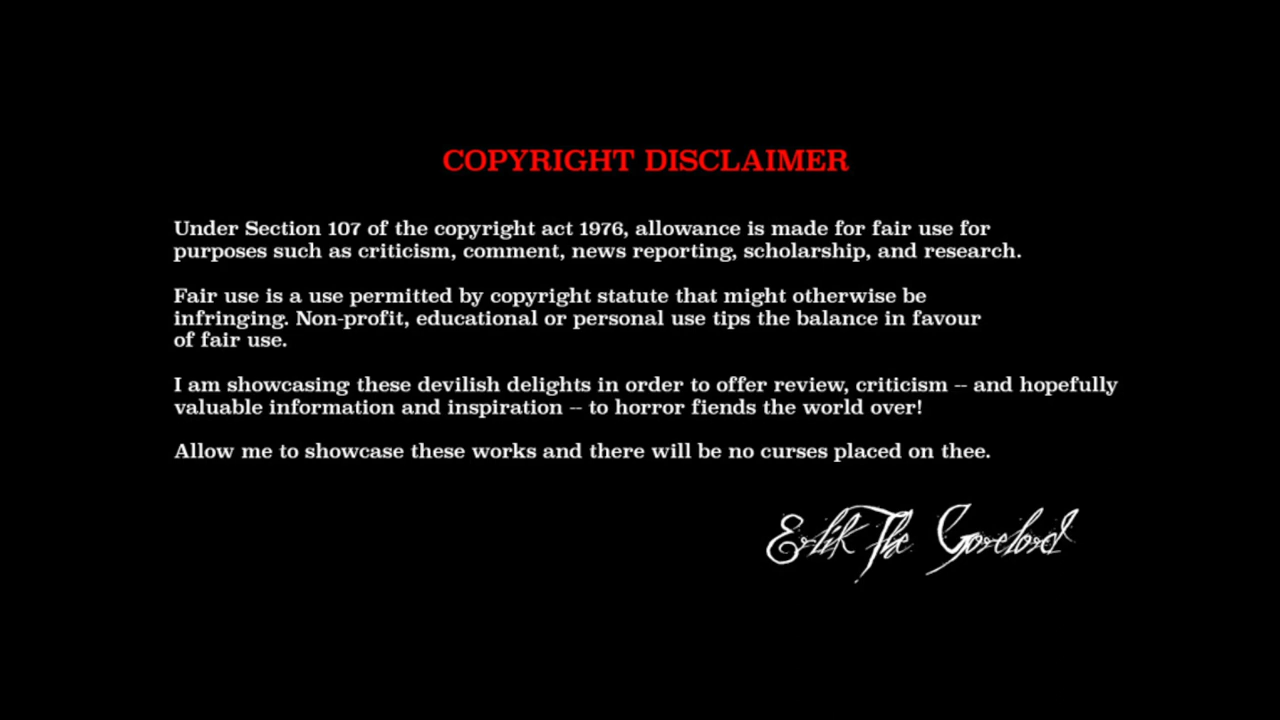 COPYRIGHT DISCLAIMER
Under Section 107 of the copyright act 1976, allowance is made for fair use for
purposes such as criticism, comment, news reporting, scholarship, and research.
Fair use is a use permitted by copyright statute that might otherwise be
infringing. Non-profit, educational or personal use tips the balance in favour
of fair use.
I am showcasing these devilish delights in order to offer review, criticism -- and hopefully
valuable information and inspiration -- to horror fiends the world over!
Allow me to showcase these works and there will be no curses placed on thee.
Erlik The Gorelord